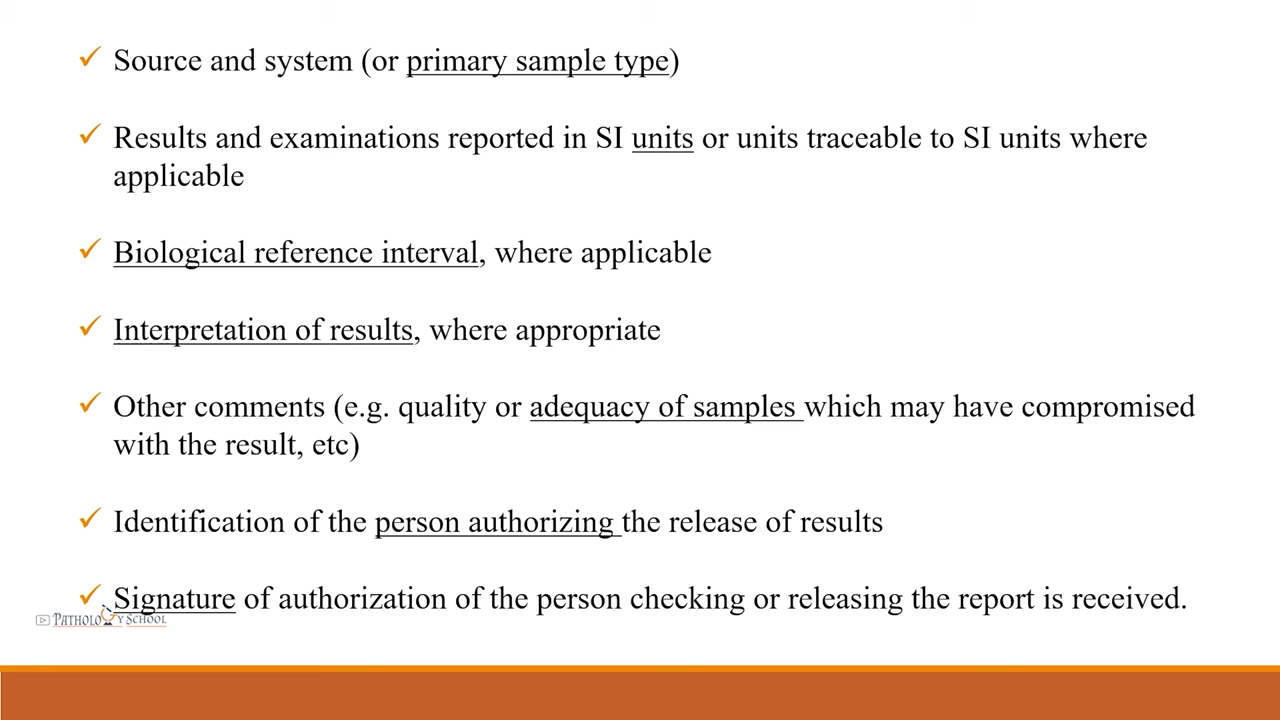 Source and system (or primary sample type)
Results and examinations reported in SI units or units traceable to SI units where
applicable
Biological reference interval, where applicable
Interpretation of results, where appropriate
Other comments (e.g. quality or adequacy of samples which may have compromised
with the result, etc)
Identification of the person authorizing the release of results
Signature of authorization of the person checking or releasing the report is received.
PATHOLOGY SCHOOL